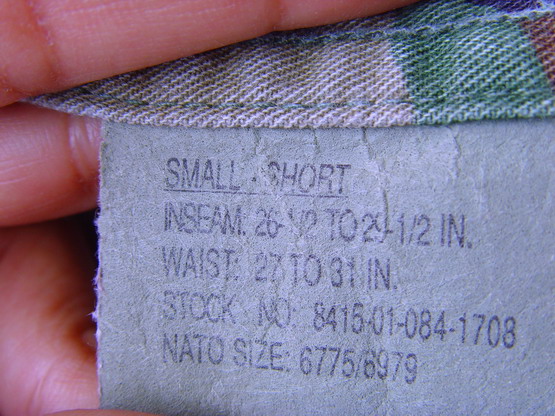 SMALL - SHORT
INSEAM: 26-1/2 TO 29-1/2 IN.
WAIST: 27 TO 31 IN.
STOCK NO: 8415-01-084-1708
NATO SIZE: 6775/6979